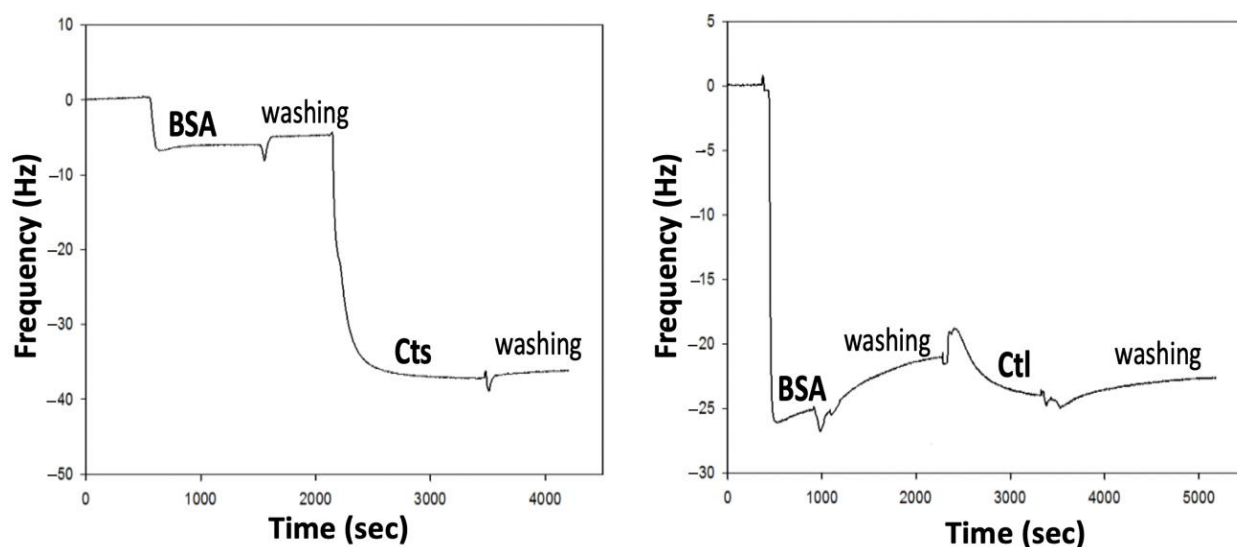 10
0
–10
–20
–30
–40
–50
Frequency (Hz)
BSA
washing
Cts
washing
0
1000
2000
3000
4000
Time (sec)
5
0
–5
–10
–15
–20
–25
–30
Frequency (Hz)
BSA
washing
Ctl
washing
0
1000
2000
3000
4000
5000
Time (sec)